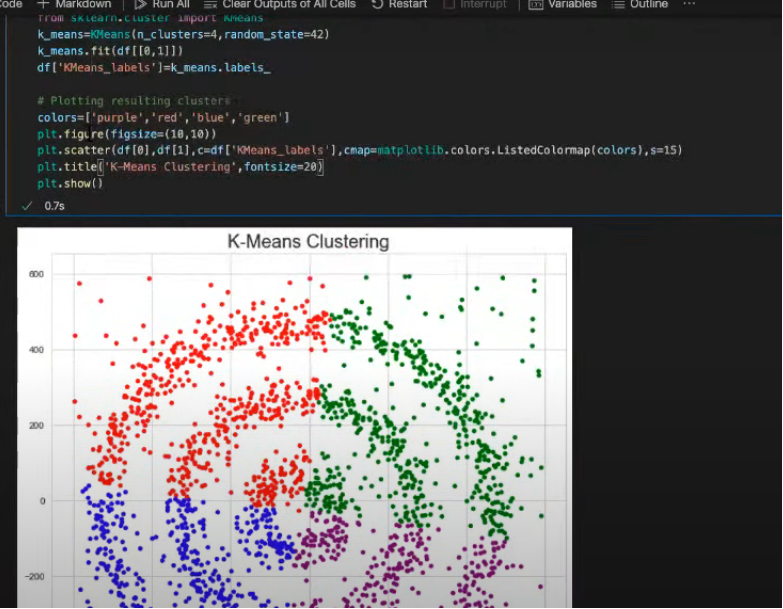 Code + Markdown Run All Clear Outputs of All Cells Restart Interrupt Variables Outline ...
from sklearn.cluster import KMeans
k_means=KMeans(n_clusters=4,random_state=42)
k_means.fit(df[[0,1]])
df['KMeans_labels']=k_means.labels_
# Plotting resulting clusters
colors=['purple','red','blue','green']
plt.figure(figsize=(10,10))
plt.scatter(df[0],df[1],c=df['KMeans_labels'],cmap=matplotlib.colors.ListedColormap(colors),s=15)
plt.title('K-Means Clustering',fontsize=20)
plt.show()
0.7s
K-Means Clustering
600
400
200
0
−200